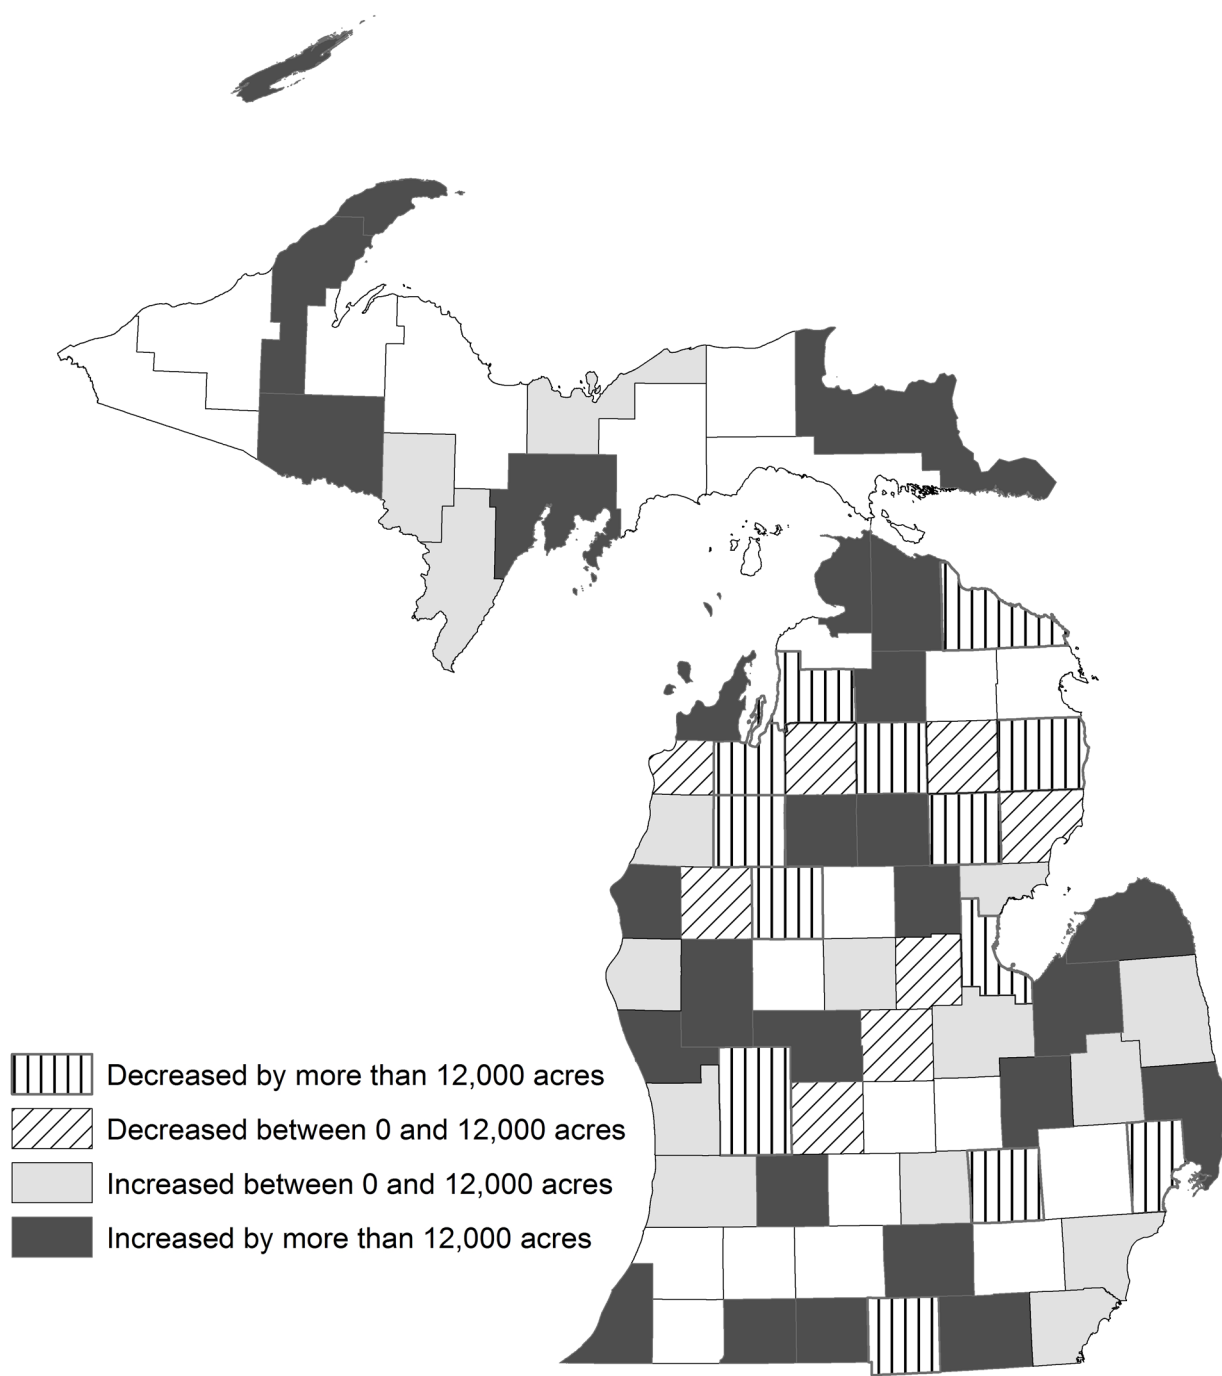 Decreased by more than 12,000 acres
Decreased between 0 and 12,000 acres
Increased between 0 and 12,000 acres
Increased by more than 12,000 acres